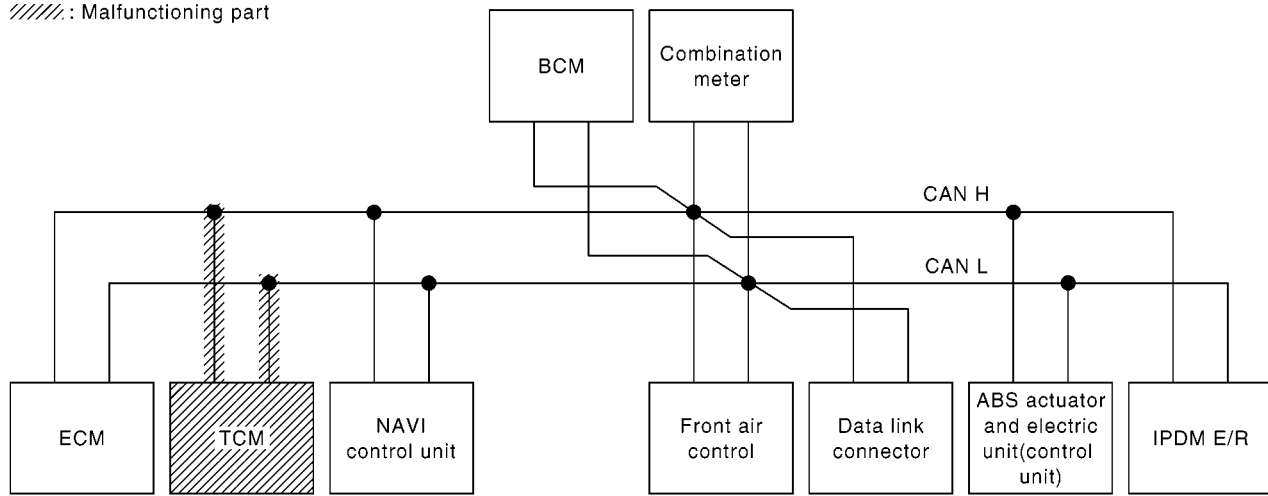 : Malfunctioning part
BCM
Combination
meter
CAN H
CAN L
ECM
TCM
NAVI
control unit
Front air
control
Data link
connector
ABS actuator
and electric
unit(control
unit)
IPDM E/R